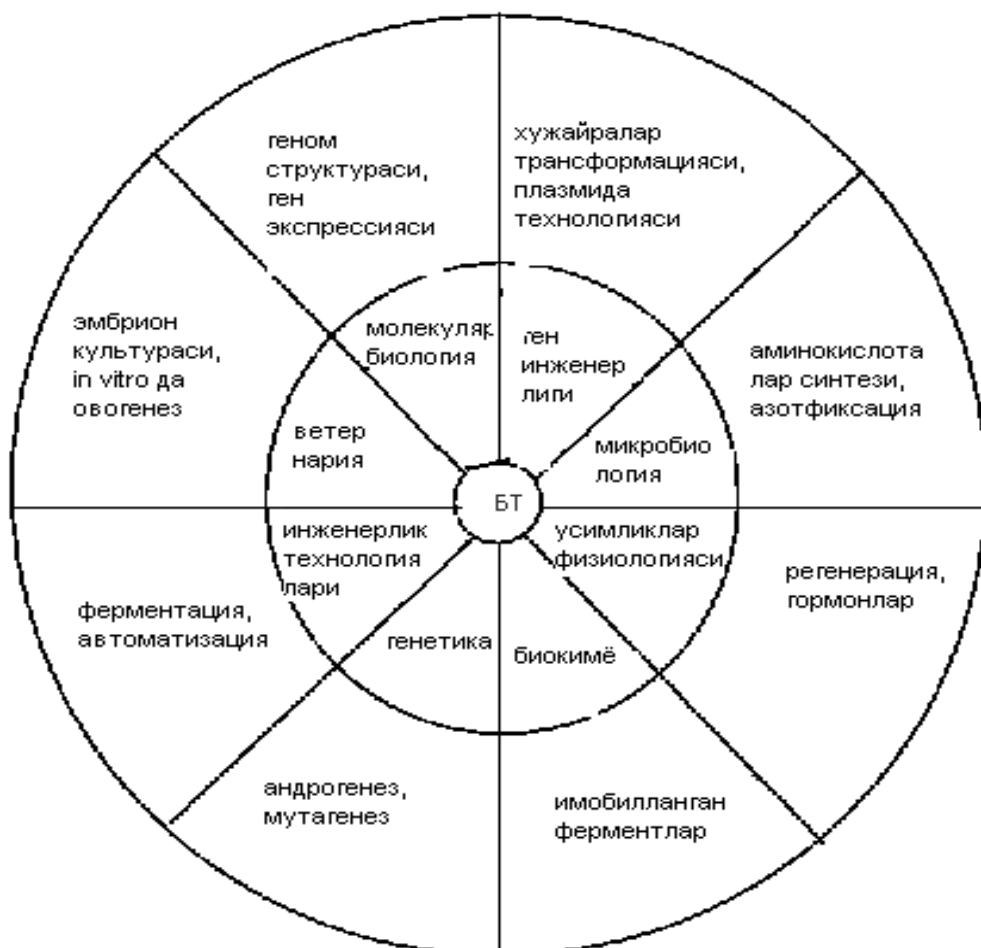 геном
структураси,
ген
экспрессияси
хужайралар
трансформацияси,
плазмида
технологияси
эмбрион
культураси,
in vitro да
овогенез
молекуляр
биология
ген
инженер
лиги
аминокислота
лар синтези,
азотфиксация
ветер
нария
микробио
логия
БТ
инженерлик
технология
лари
усимликлар
физиологияси
регенерация,
гормонлар
ферментация,
автоматизация
генетика
биокимё
андрогенез,
мутагенез
имобилланган
ферментлар